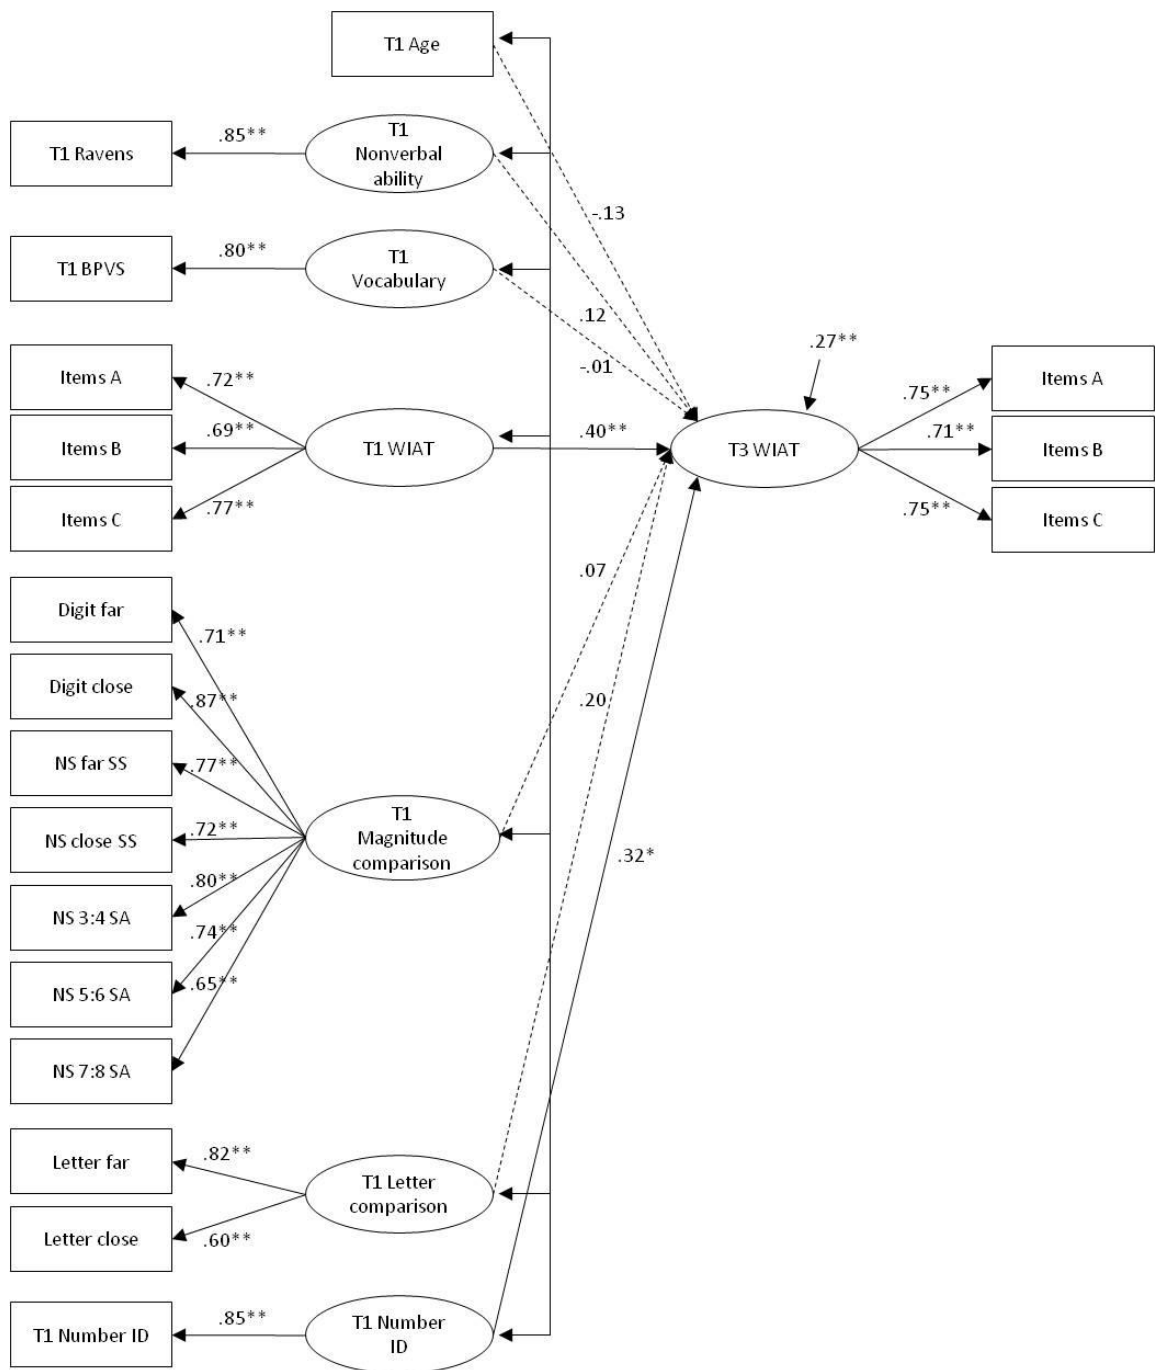 T1 Age
T1 Ravens
.85**
T1
Nonverbal
ability
-.13
T1 BPVS
.80**
T1
Vocabulary
.12
-.01
.27**
Items A
.72**
Items B
.69**
Items C
.77**
T1 WIAT
.40**
T3 WIAT
.75**
Items A
.71**
Items B
.75**
Items C
Digit far
.71**
Digit close
.87**
NS far SS
.77**
NS close SS
.72**
NS 3:4 SA
.80**
NS 5:6 SA
.74**
NS 7:8 SA
.65**
T1
Magnitude
comparison
.07
.20
.32*
Letter far
.82**
Letter close
.60**
T1 Letter
comparison
T1 Number ID
.85**
T1 Number
ID